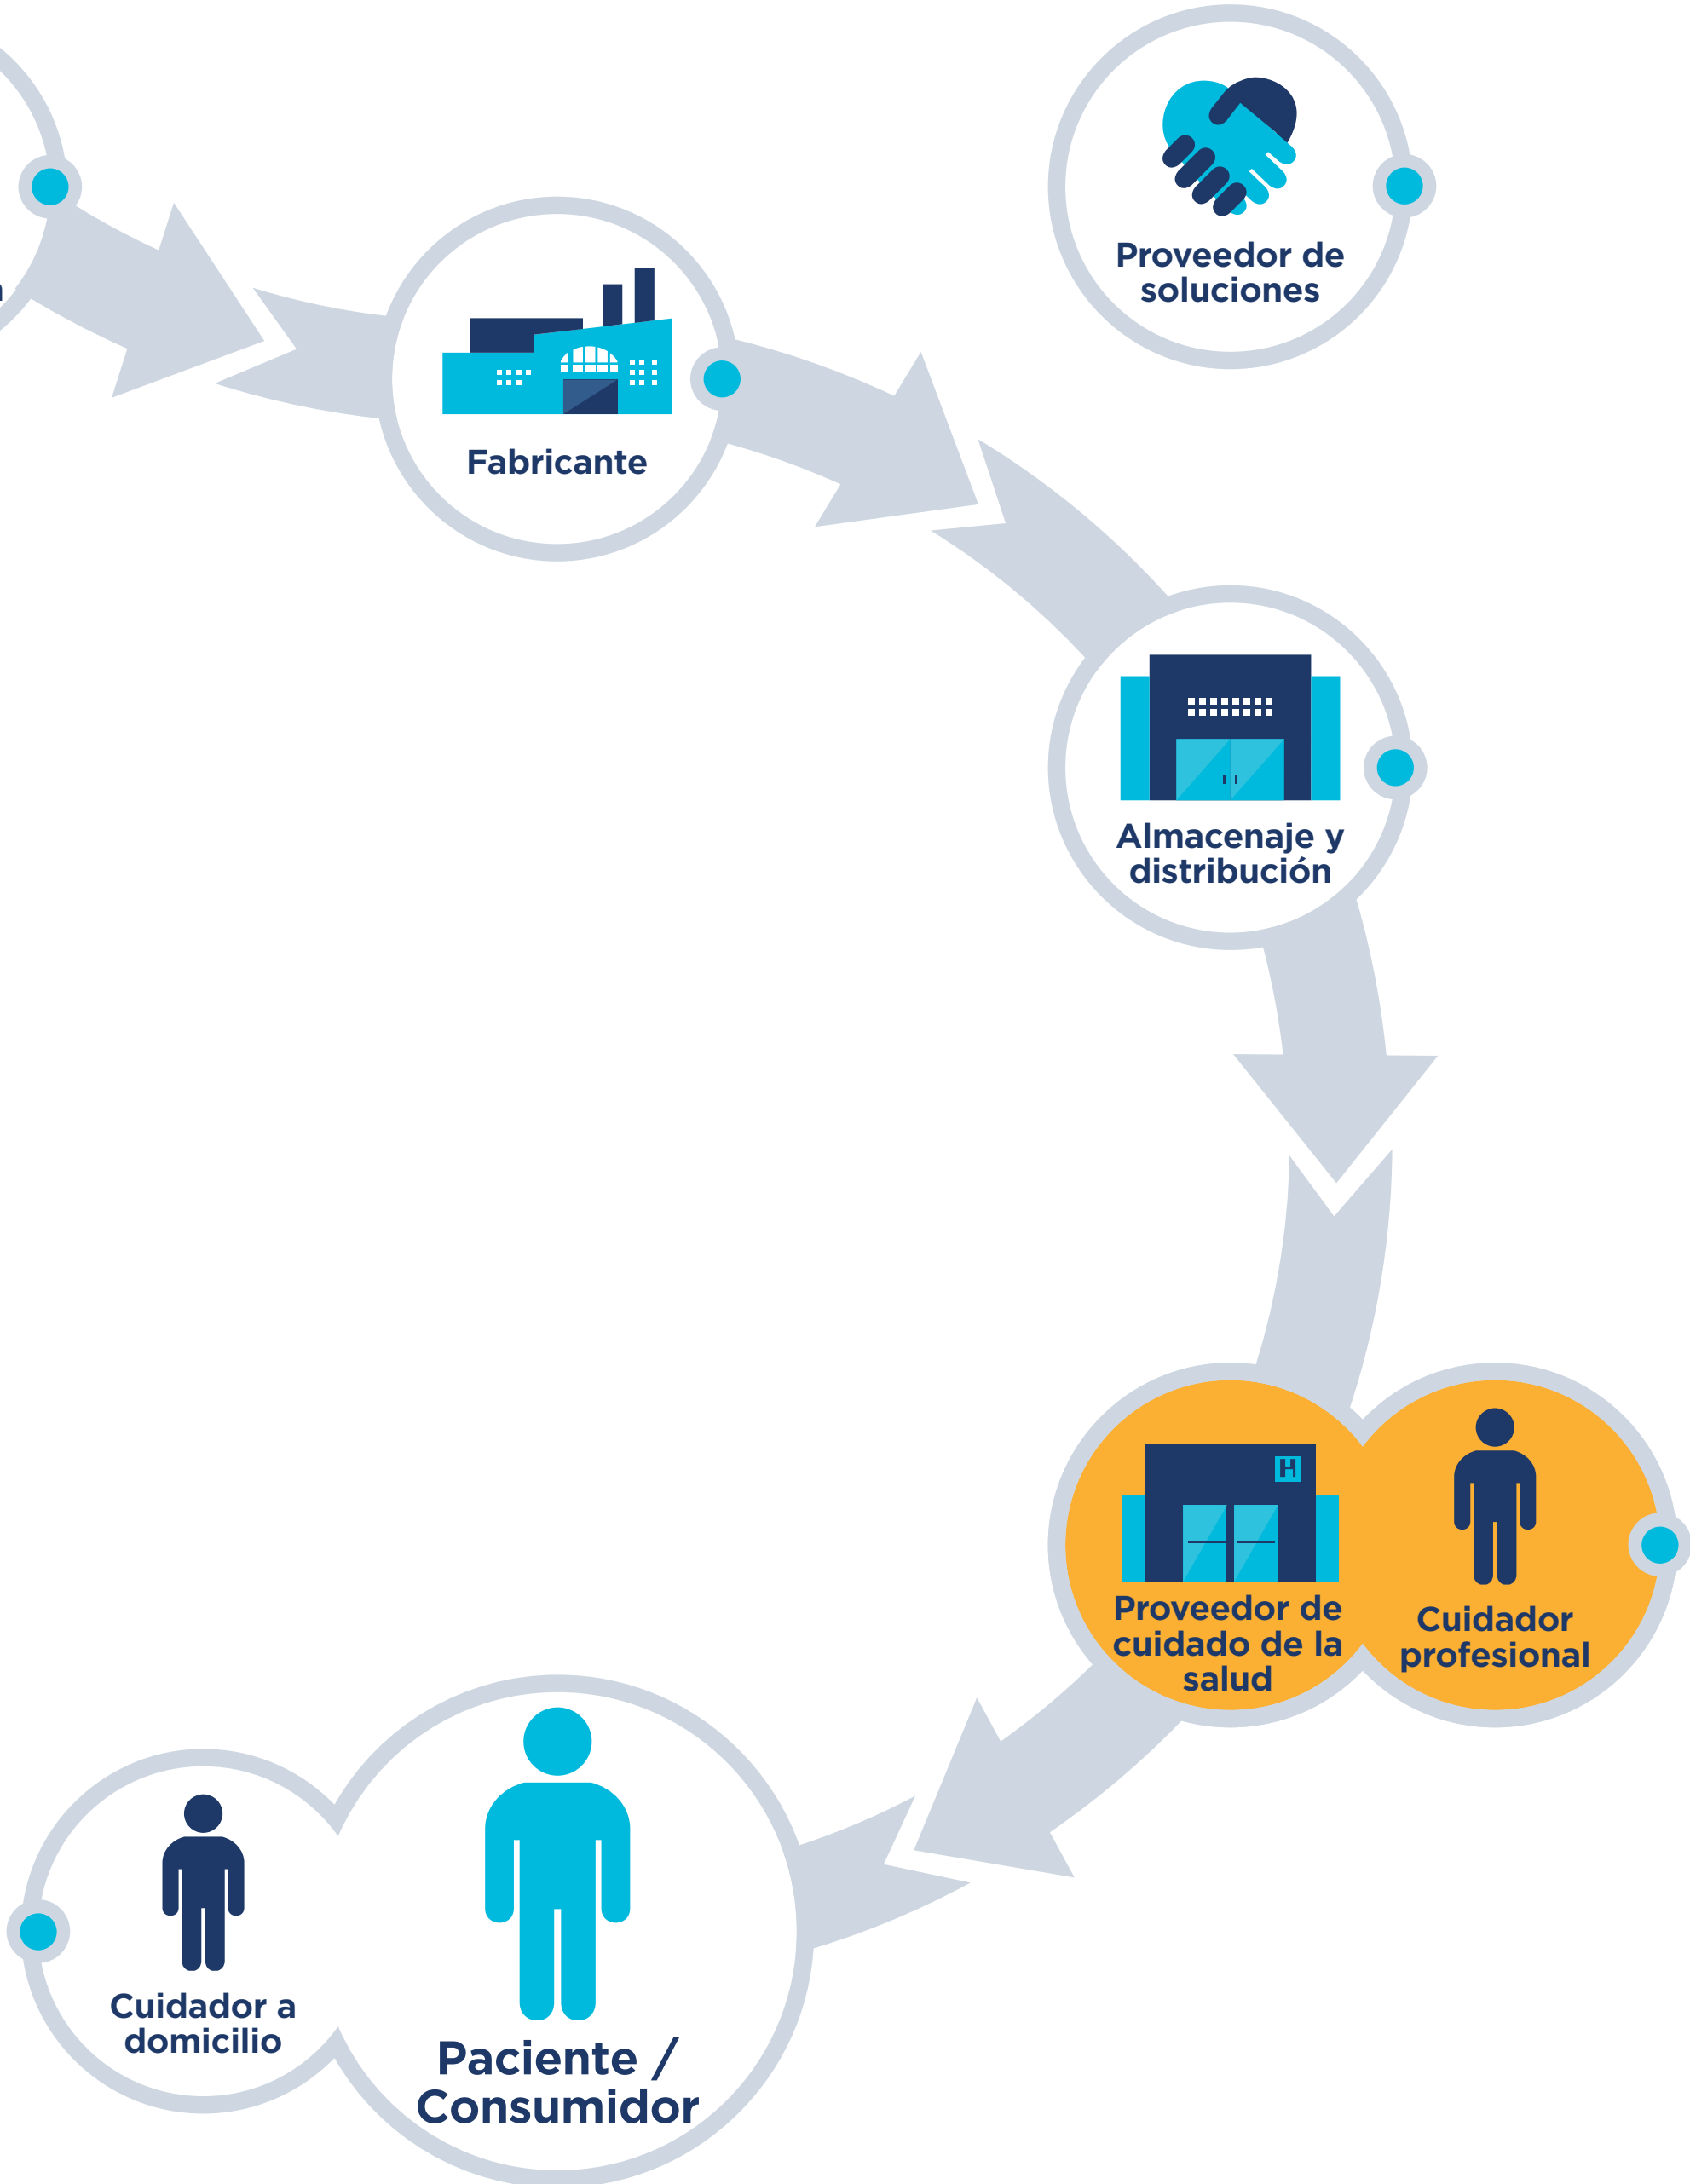 Proveedor de
soluciones
Fabricante
Almacenaje y
distribución
H
Proveedor de
cuidado de la
salud
Cuidador
profesional
Cuidador a
domicilio
Paciente /
Consumidor